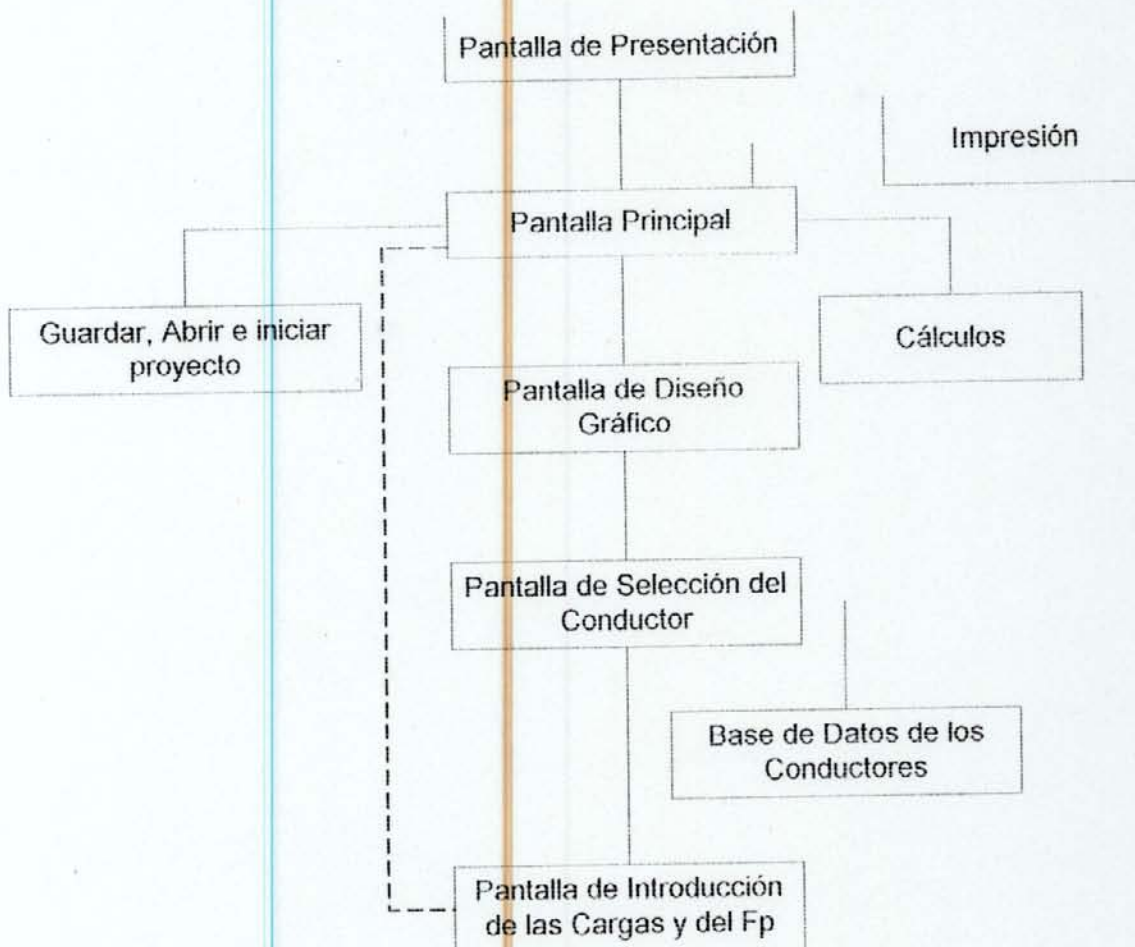 Pantalla de Presentación
Impresión
Pantalla Principal
Guardar, Abrir e iniciar
proyecto
Cálculos
Pantalla de Diseño
Gráfico
Pantalla de Selección del
Conductor
Base de Datos de los
Conductores
Pantalla de Introducción
de las Cargas y del Fp